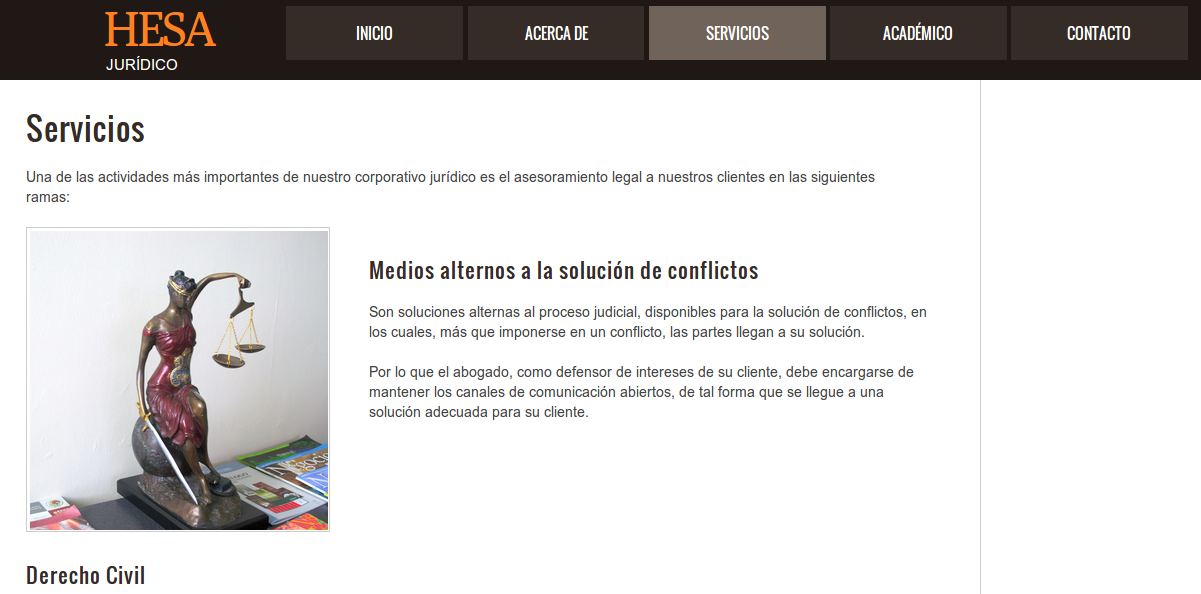 HESA
JURÍDICO
INICIO
ACERCA DE
SERVICIOS
ACADÉMICO
CONTACTO
Servicios
Una de las actividades más importantes de nuestro corporativo jurídico es el asesoramiento legal a nuestros clientes en las siguientes
ramas:
Medios alternos a la solución de conflictos
Son soluciones alternas al proceso judicial, disponibles para la solución de conflictos, en
los cuales, más que imponerse en un conflicto, las partes llegan a su solución.
Por lo que el abogado, como defensor de intereses de su cliente, debe encargarse de
mantener los canales de comunicación abiertos, de tal forma que se llegue a una
solución adecuada para su cliente.
Derecho Civil